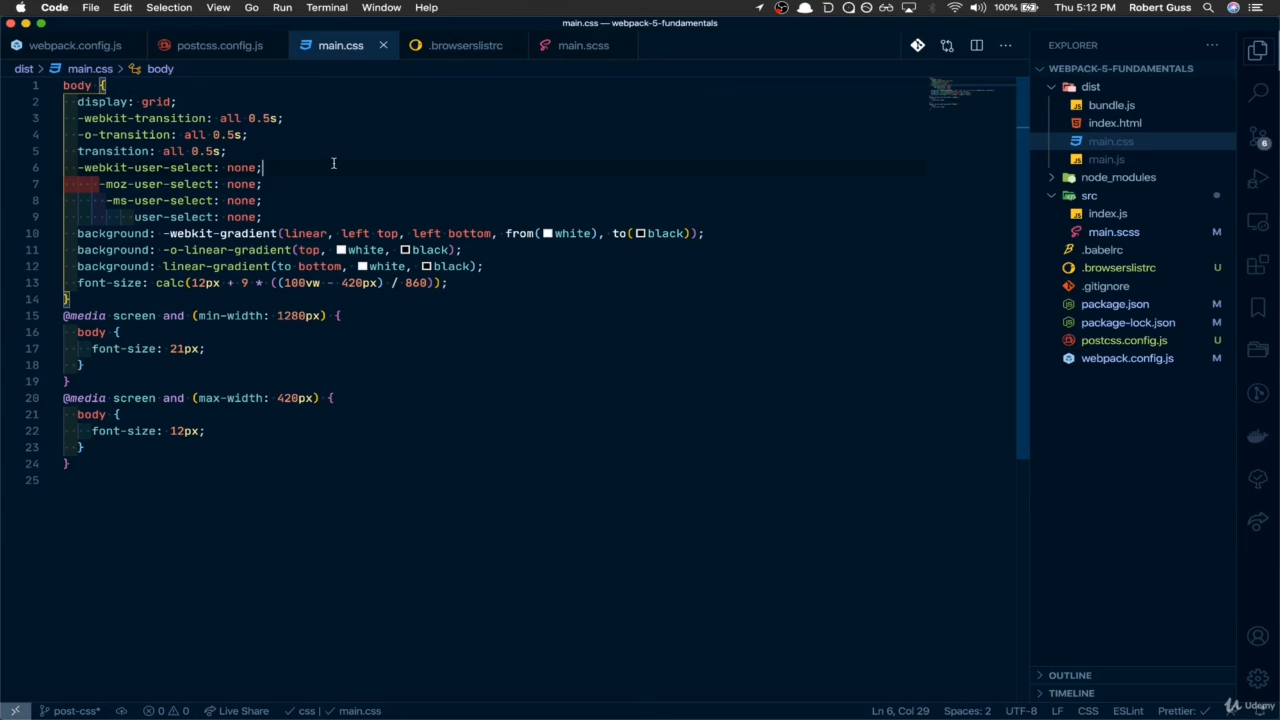 Code File Edit Selection View Go Run Terminal Window Help 100% Thu 5:12 PM Robert Guss
main.css — webpack-5-fundamentals
webpack.config.js postcss.config.js main.css .browserslistrc main.scss
dist > main.css > body
1 body {
2 display: grid;
3 -webkit-transition: all 0.5s;
4 -o-transition: all 0.5s;
5 transition: all 0.5s;
6 -webkit-user-select: none;
7 -moz-user-select: none;
8 -ms-user-select: none;
9 user-select: none;
10 background: -webkit-gradient(linear, left top, left bottom, from(white), to(black));
11 background: -o-linear-gradient(top, white, black);
12 background: linear-gradient(to bottom, white, black);
13 font-size: calc(12px + 9 * ((100vw - 420px) / 860));
14 }
15 @media screen and (min-width: 1280px) {
16 body {
17 font-size: 21px;
18 }
19 }
20 @media screen and (max-width: 420px) {
21 body {
22 font-size: 12px;
23 }
24 }
25
EXPLORER
WEBPACK-5-FUNDAMENTALS
dist
bundle.js
index.html
main.css
main.js
node_modules
src
index.js
main.scss M
.babelrc
.browserslistrc U
.gitignore
package.json M
package-lock.json M
postcss.config.js U
webpack.config.js M
OUTLINE
TIMELINE
6
post-css* 0 0 Live Share css | main.css Ln 6, Col 29 Spaces: 2 UTF-8 LF CSS ESLint Prettier:
Udemy